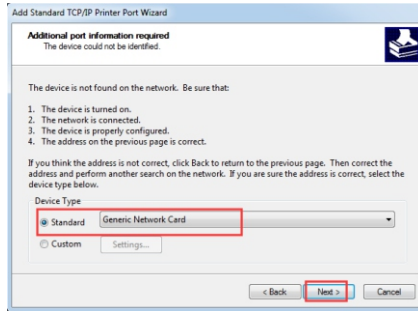 Add Standard TCP/IP Printer Port Wizard
Additional port information required
The device could not be identified.
The device is not found on the network. Be sure that:
1. The device is turned on.
2. The network is connected.
3. The device is properly configured.
4. The address on the previous page is correct.
If you think the address is not correct, click Back to return to the previous page. Then correct the
address and perform another search on the network. If you are sure the address is correct, select the
device type below.
Device Type
Standard Generic Network Card
Custom Settings...
< Back Next > Cancel